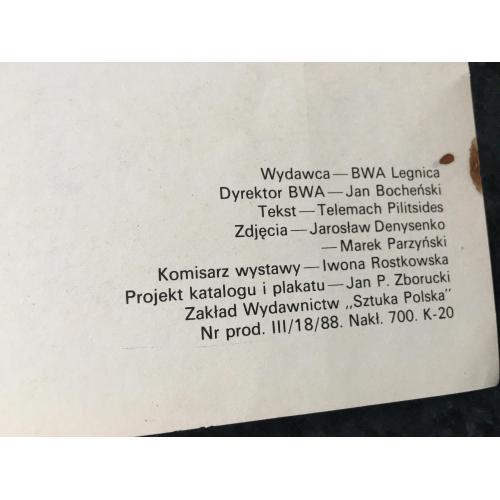 Wydawca — BWA Legnica
Dyrektor BWA — Jan Bocheński
Tekst — Telemach Pilitsides
Zdjęcia — Jarosław Denysenko
— Marek Parzyński
Komisarz wystawy — Iwona Rostkowska
Projekt katalogu i plakatu — Jan P. Zborucki
Zakład Wydawnictw „Sztuka Polska"
Nr prod. III/18/88. Nakł. 700. K-20